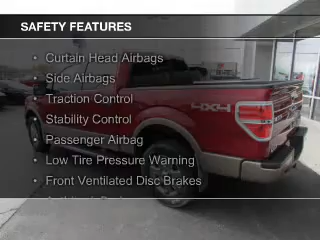 SAFETY FEATURES
• Curtain Head Airbags
• Side Airbags
• Traction Control
• Stability Control
• Passenger Airbag
• Low Tire Pressure Warning
• Front Ventilated Disc Brakes
4X4